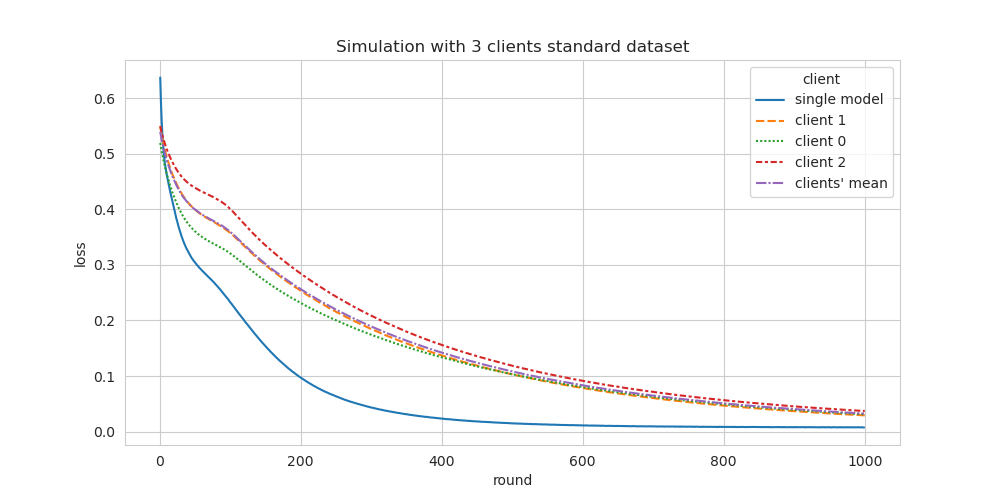 Simulation with 3 clients standard dataset
client
single model
client 1
client 0
client 2
clients' mean
loss
0.6
0.5
0.4
0.3
0.2
0.1
0.0
0 200 400 600 800 1000
round